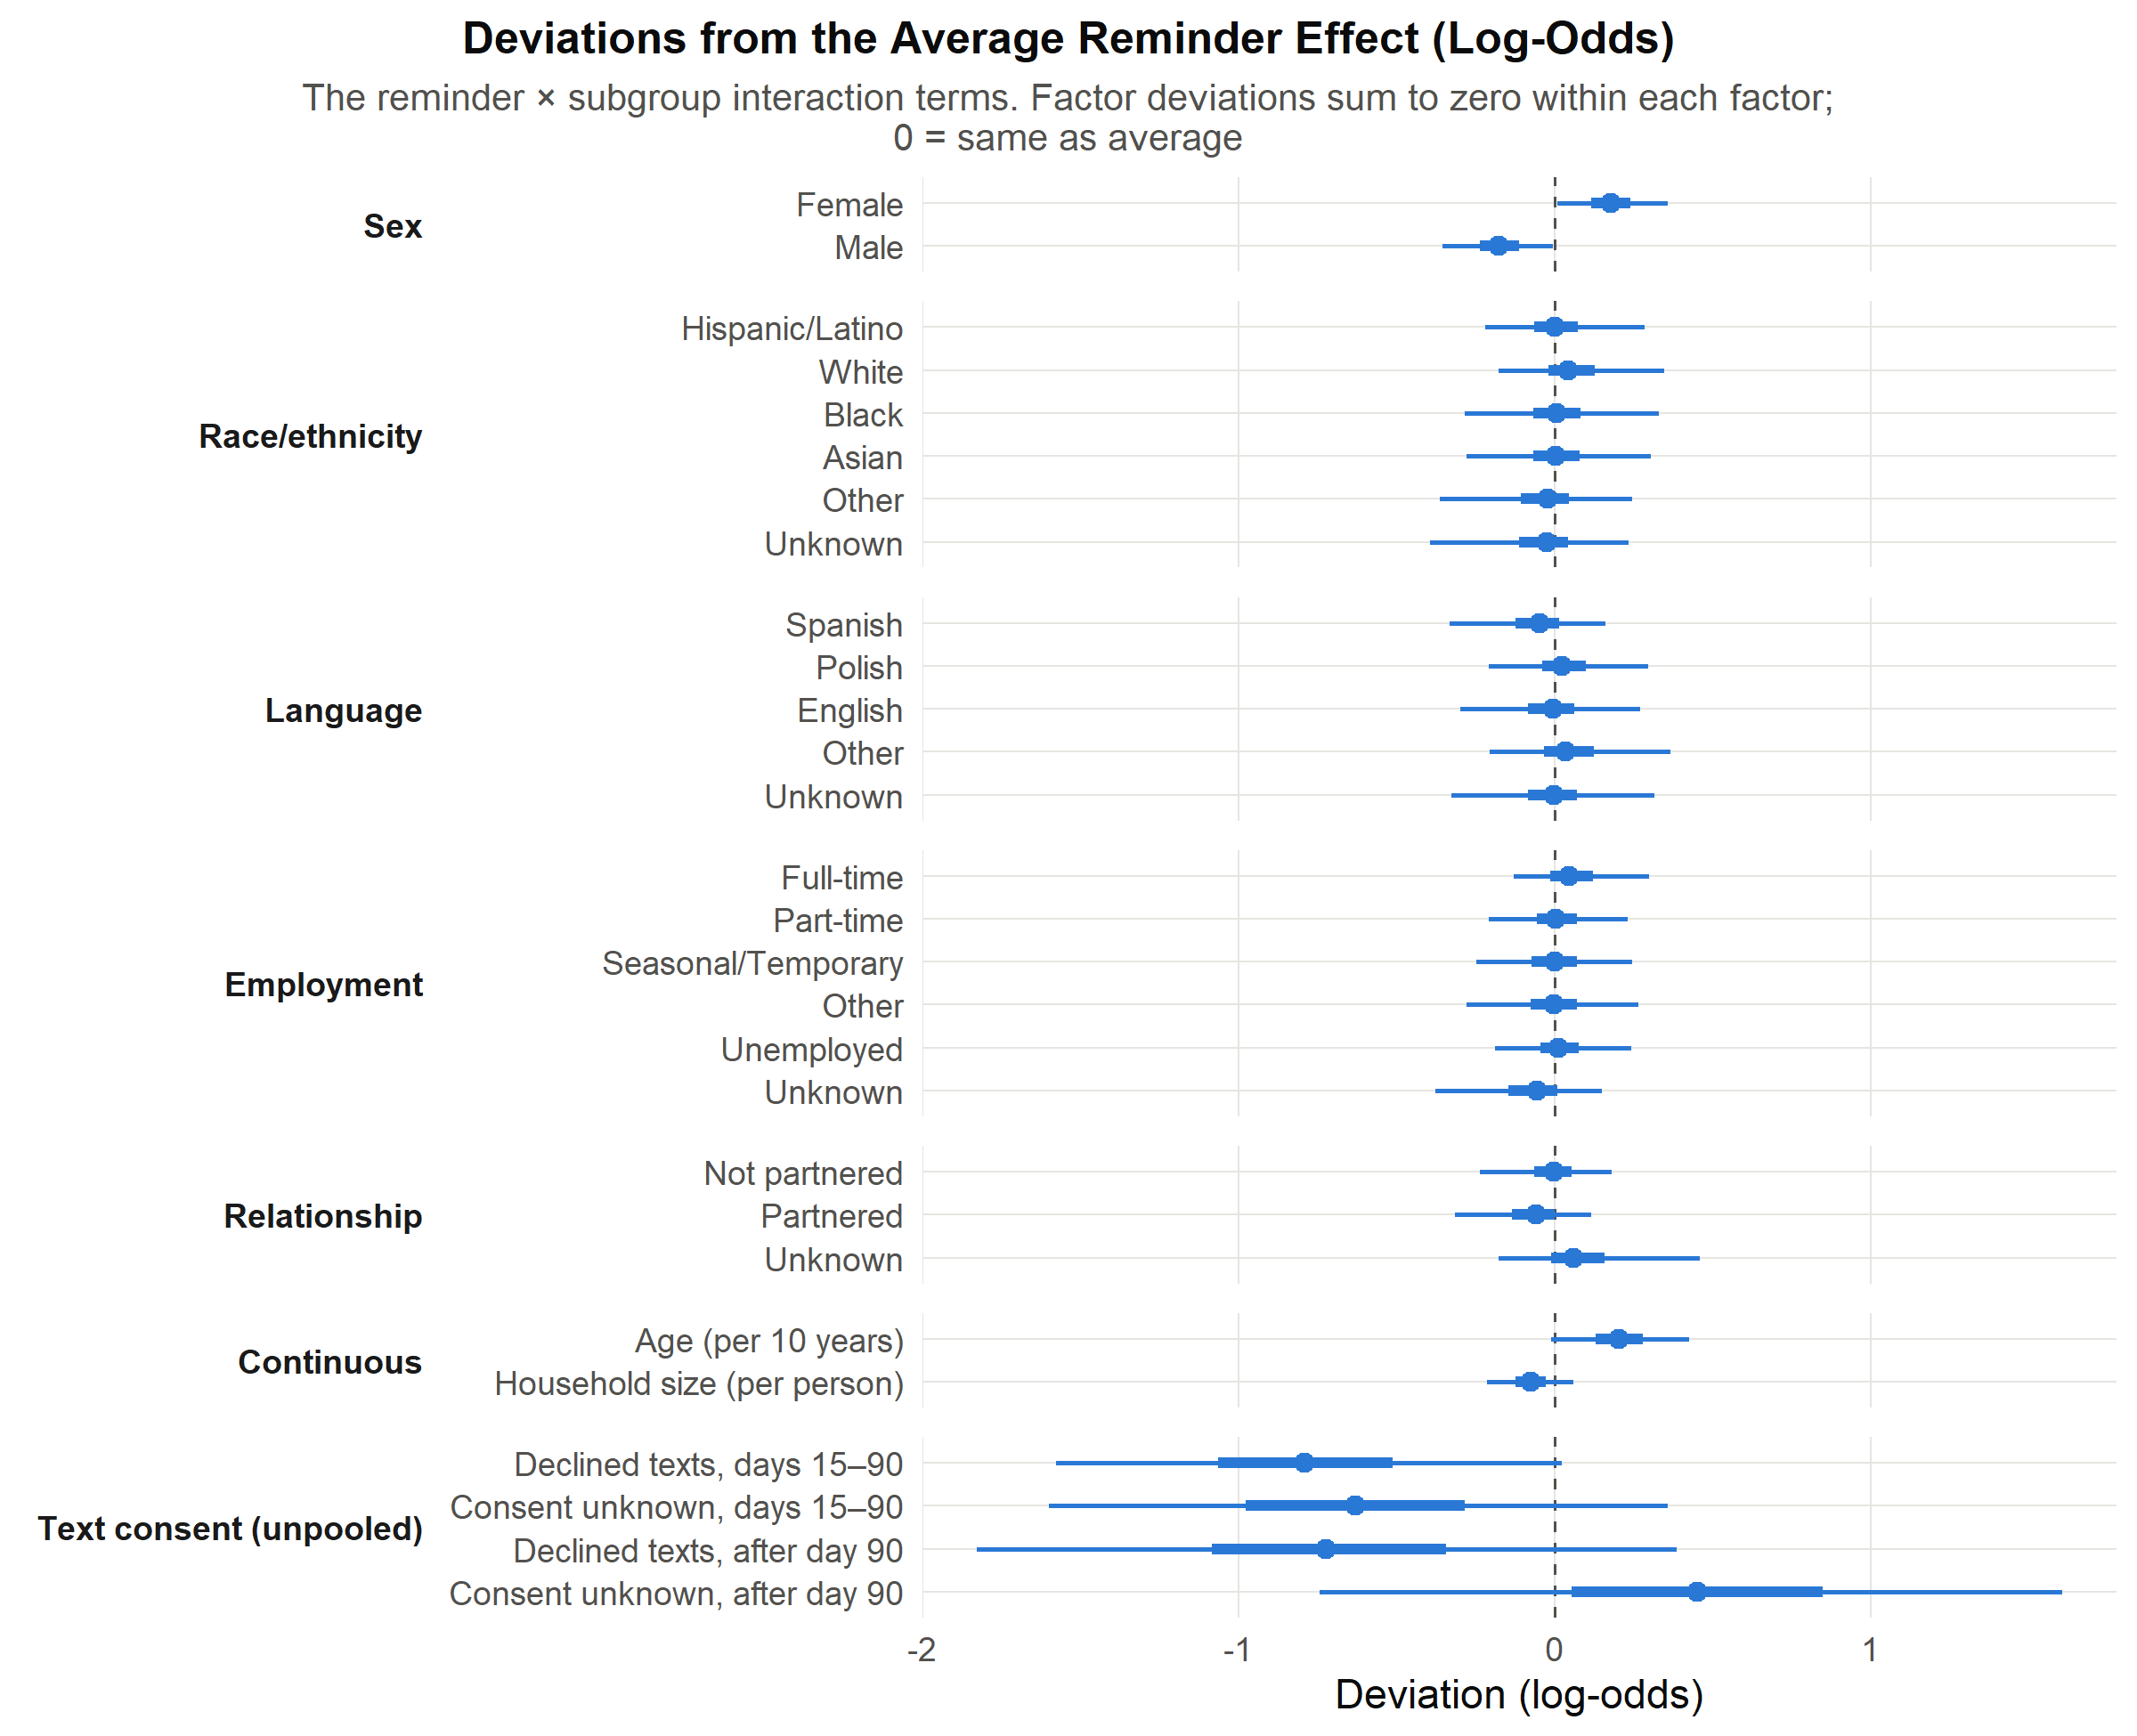 Deviations from the Average Reminder Effect (Log-Odds)
The reminder × subgroup interaction terms. Factor deviations sum to zero within each factor;
0 = same as average
Sex
Female
Male
Race/ethnicity
Hispanic/Latino
White
Black
Asian
Other
Unknown
Language
Spanish
Polish
English
Other
Unknown
Employment
Full-time
Part-time
Seasonal/Temporary
Other
Unemployed
Unknown
Relationship
Not partnered
Partnered
Unknown
Continuous
Age (per 10 years)
Household size (per person)
Text consent (unpooled)
Declined texts, days 15–90
Consent unknown, days 15–90
Declined texts, after day 90
Consent unknown, after day 90
-2 -1 0 1
Deviation (log-odds)